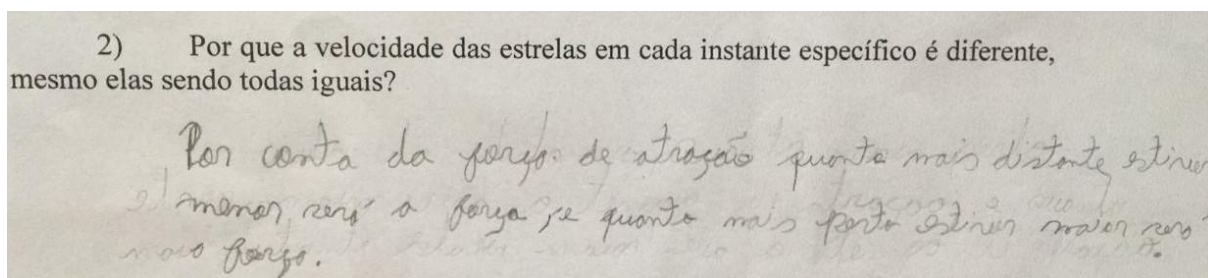 2) Por que a velocidade das estrelas em cada instante específico é diferente,
mesmo elas sendo todas iguais?
Por conta da força de atração quanto mais distante estiver
menor será a força, e quanto mais perto estiver maior será
força.